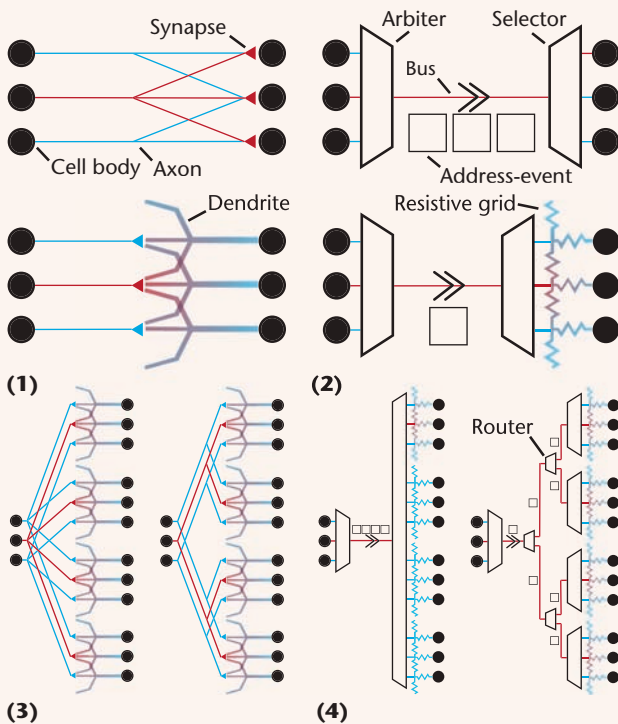 Synapse
Cell body
Axon
Dendrite
(1)
Arbiter
Selector
Bus
Address-event
Resistive grid
(2)
(3)
Router
(4)